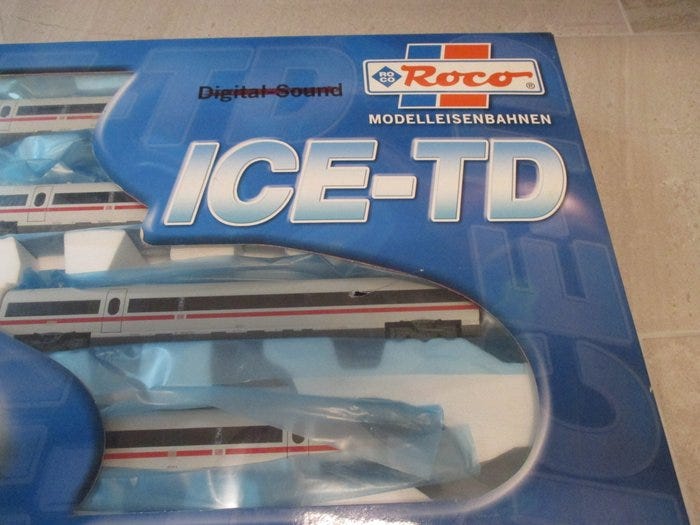 Digital-Sound
ROCO
Roco®
MODELLEISENBAHNEN
ICE-TD